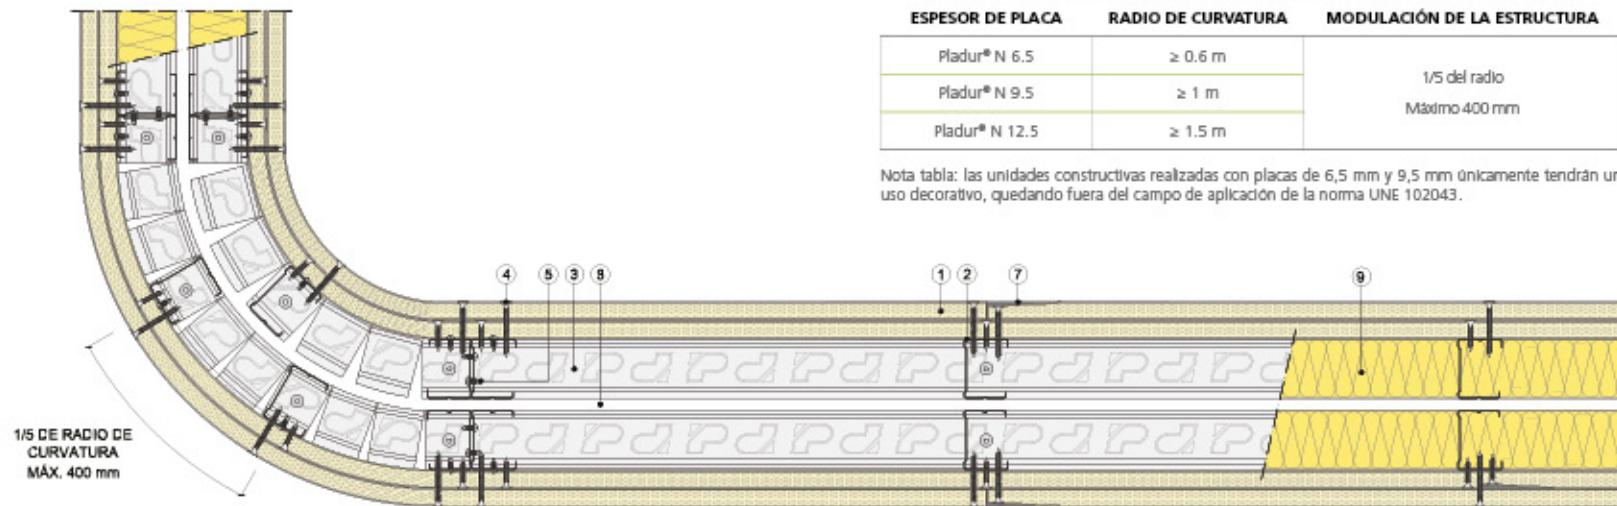 ESPESOR DE PLACA RADIO DE CURVATURA MODULACIÓN DE LA ESTRUCTURA
Pladur® N 6.5 ≥ 0.6 m
Pladur® N 9.5 ≥ 1 m
Pladur® N 12.5 ≥ 1.5 m
1/5 del radio
Máximo 400 mm
Nota tabla: las unidades constructivas realizadas con placas de 6,5 mm y 9,5 mm únicamente tendrán un
uso decorativo, quedando fuera del campo de aplicación de la norma UNE 102043.
4 5 3 8 1 2 7 9
1/5 DE RADIO DE
CURVATURA
MÁX. 400 mm